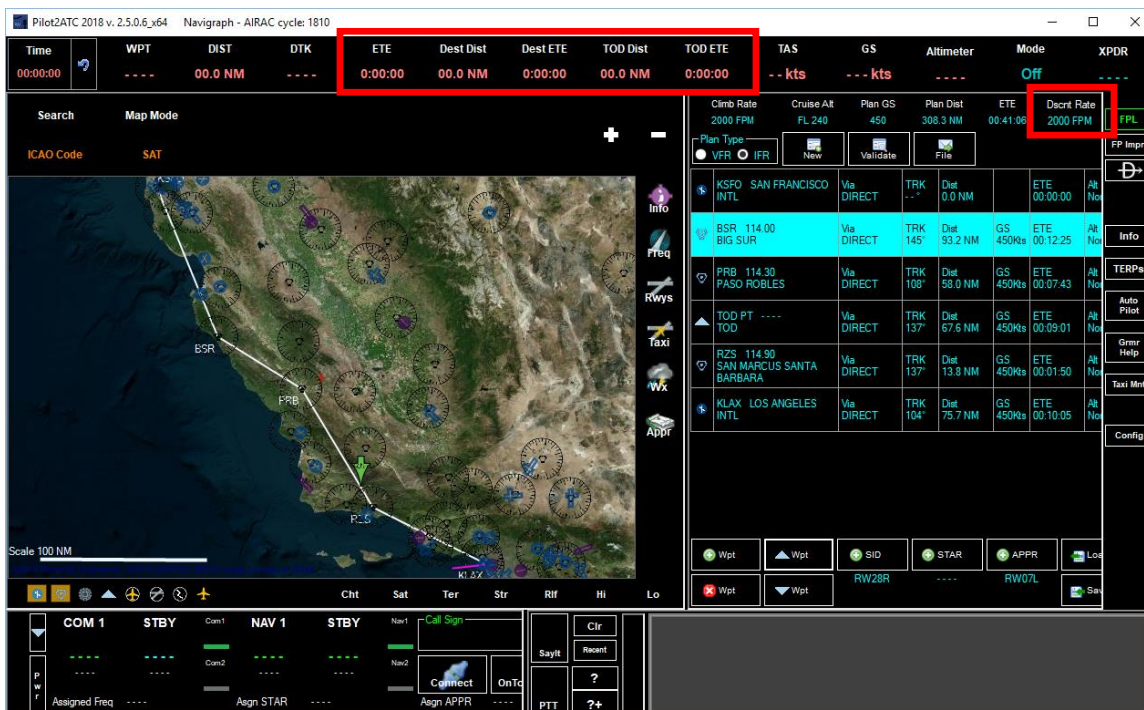 Pilot2ATC 2018 v. 2.5.0.6_x64 Navigraph - AIRAC cycle: 1810
Time WPT DIST DTK ETE Dest Dist Dest ETE TOD Dist TOD ETE TAS GS Altimeter Mode XPDR
00:00:00 - - - - 00.0 NM - - - - 0:00:00 00.0 NM 0:00:00 00.0 NM 0:00:00 - - kts - - - kts - - - - Off - - - -
Search Map Mode
ICAO Code SAT
Climb Rate Cruise Alt Plan GS Plan Dist ETE Dscnt Rate
2000 FPM FL 240 450 308.3 NM 00:41:06 2000 FPM
Plan Type
VFR IFR New Validate File
KSFO SAN FRANCISCO INTL Via DIRECT TRK - - ° Dist 0.0 NM ETE 00:00:00 Alt
BSR 114.00 BIG SUR Via DIRECT TRK 145° Dist 93.2 NM GS 450Kts ETE 00:12:25 Alt
PRB 114.30 PASO ROBLES Via DIRECT TRK 108° Dist 58.0 NM GS 450Kts ETE 00:07:43 Alt
TOD PT - - - - TOD Via DIRECT TRK 137° Dist 67.6 NM GS 450Kts ETE 00:09:01 Alt
RZS 114.90 SAN MARCUS SANTA BARBARA Via DIRECT TRK 137° Dist 13.8 NM GS 450Kts ETE 00:01:50 Alt
KLAX LOS ANGELES INTL Via DIRECT TRK 104° Dist 75.7 NM GS 450Kts ETE 00:10:05 Alt
FPL
FP Impr
Info
TERPs
Auto Pilot
Grmr Help
Taxi Mnt
Config
Info
Freq
Rwys
Taxi
Wx
Appr
BSR
PRB
RZS
KLAX
Scale 100 NM
Wpt Wpt SID STAR APPR Loa
RW28R - - - - RW07L
Wpt Wpt Sav
Cht Sat Ter Str Rlf Hi Lo
COM 1 STBY Com1 NAV 1 STBY Nav1 Call Sign
- - - - - - - - Com2 - - - - - - - - Nav2
- - - - - - - - - - - - - - - -
Connect OnTo
Pwr
Assigned Freq - - - - Asgn STAR - - - - Asgn APPR - - - -
SayIt
PTT
Clr
Recent
?
?+